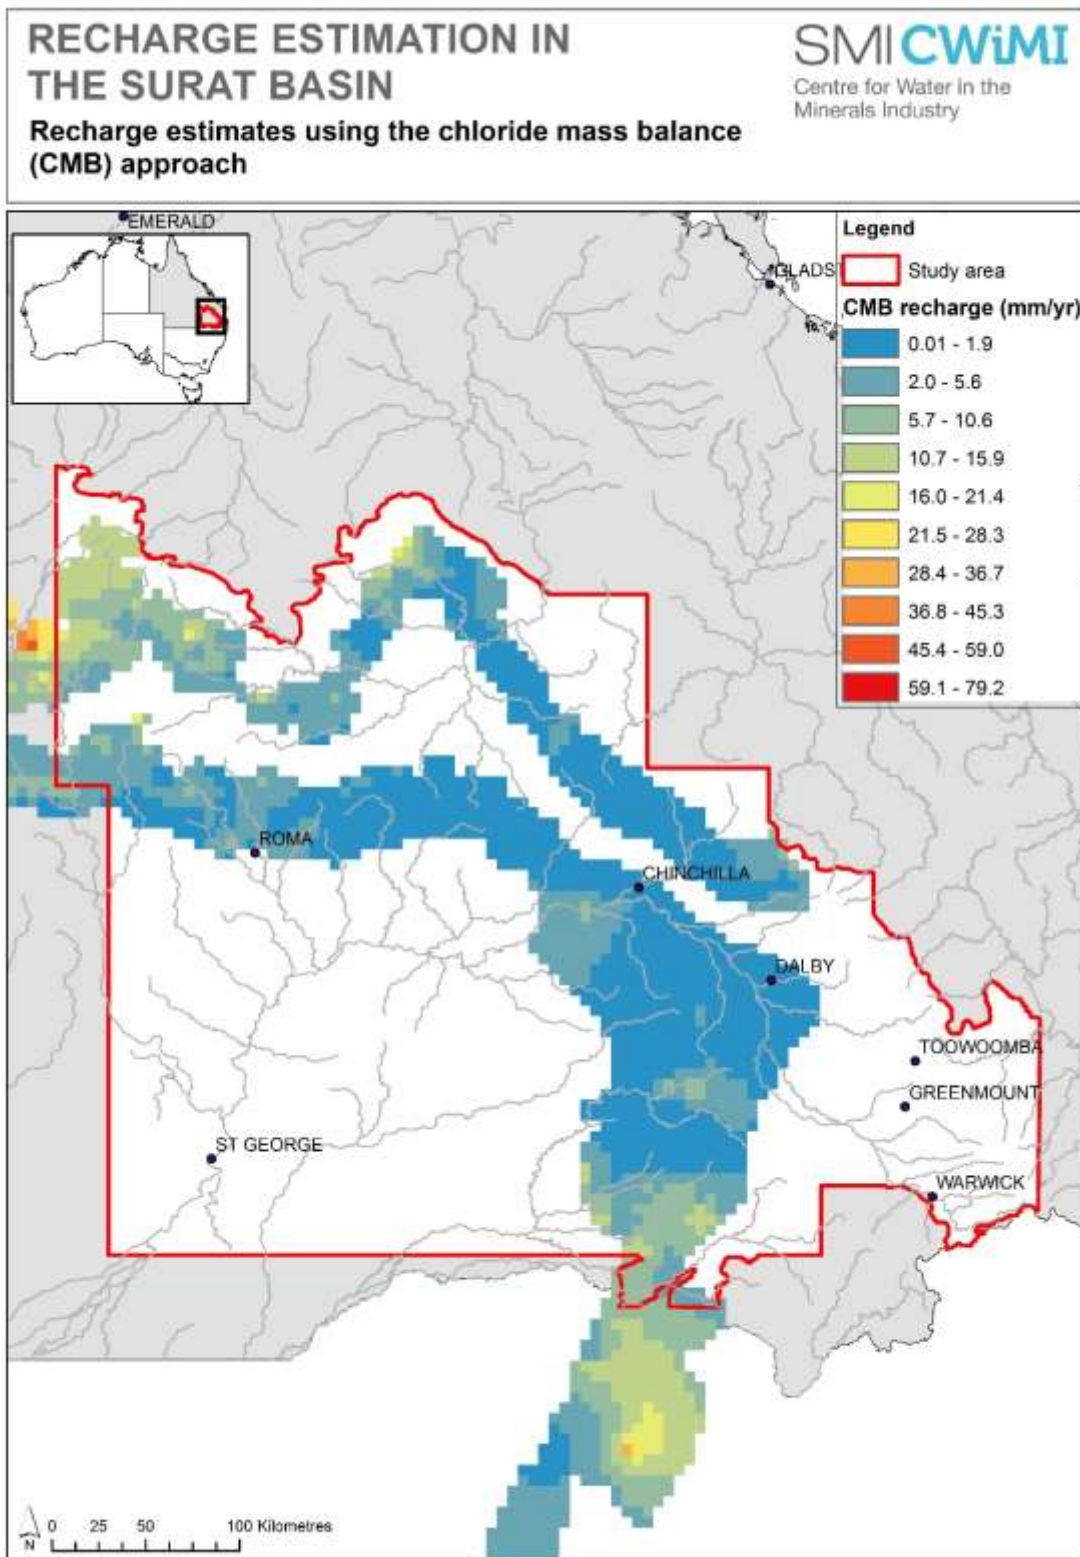 RECHARGE ESTIMATION IN
THE SURAT BASIN
Recharge estimates using the chloride mass balance
(CMB) approach
SMI CWiMI
Centre for Water in the
Minerals Industry
EMERALD
GLADS
Legend
Study area
CMB recharge (mm/yr)
0.01 - 1.9
2.0 - 5.6
5.7 - 10.6
10.7 - 15.9
16.0 - 21.4
21.5 - 28.3
28.4 - 36.7
36.8 - 45.3
45.4 - 59.0
59.1 - 79.2
ROMA
CHINCHILLA
DALBY
TOOWOOMBA
GREENMOUNT
ST GEORGE
WARWICK
N
0 25 50 100 Kilometres